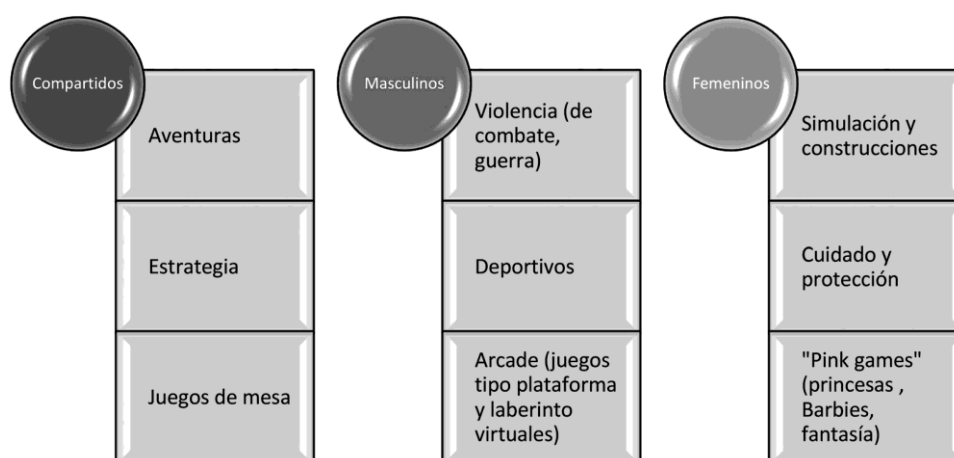 Compartidos
Aventuras
Estrategia
Juegos de mesa
Masculinos
Violencia (de
combate,
guerra)
Deportivos
Arcade (juegos
tipo plataforma
y laberinto
virtuales)
Femeninos
Simulación y
construcciones
Cuidado y
protección
"Pink games"
(princesas ,
Barbies,
fantasía)